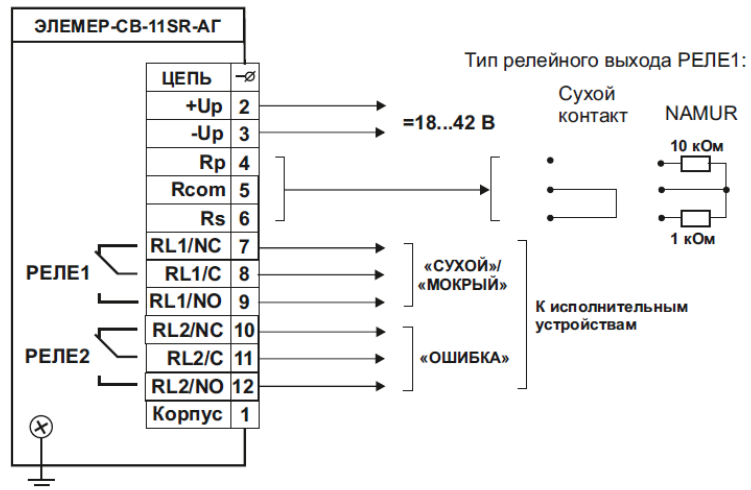 ЭЛЕМЕР-СВ-11SR-АГ
ЦЕПЬ
+Up 2
-Up 3
Rp 4
Rcom 5
Rs 6
RL1/NC 7
RL1/C 8
RL1/NO 9
RL2/NC 10
RL2/C 11
RL2/NO 12
Корпус 1
РЕЛЕ1
РЕЛЕ2
=18...42 В
Тип релейного выхода РЕЛЕ1:
Сухой
контакт
NAMUR
10 кОм
1 кОм
«СУХОЙ»/
«МОКРЫЙ»
«ОШИБКА»
К исполнительным
устройствам